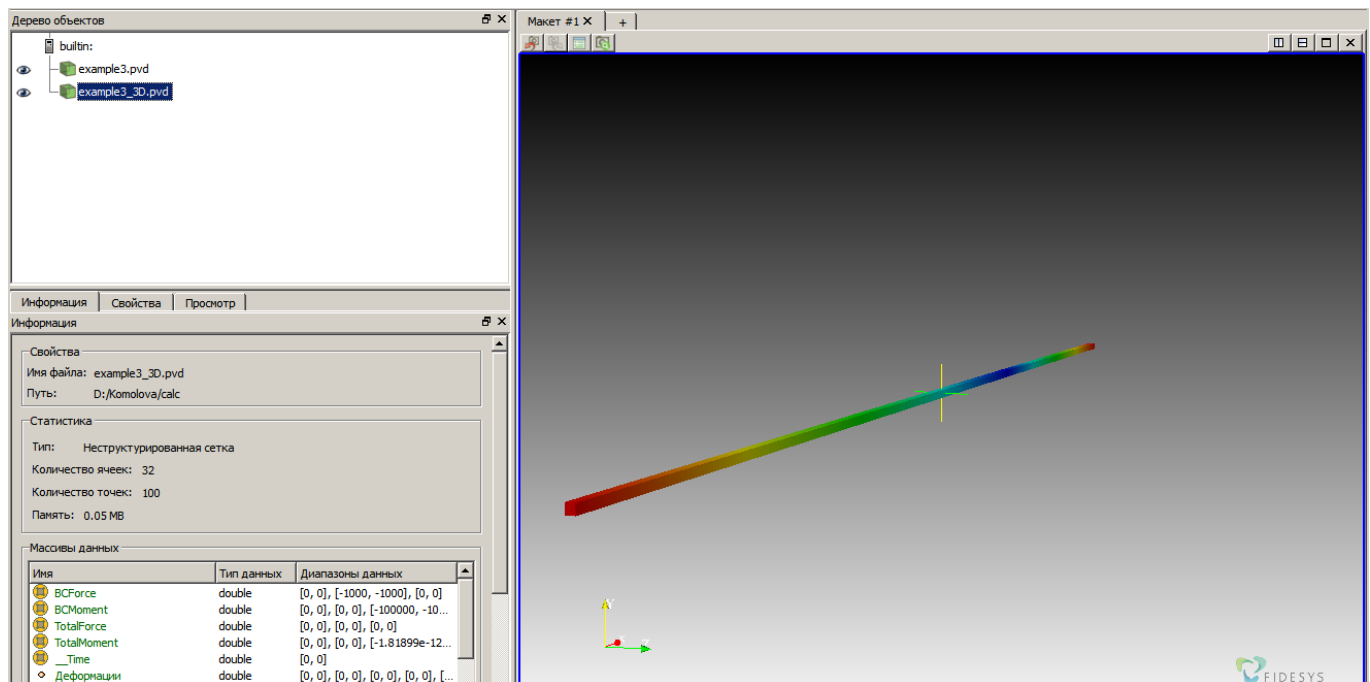 Дерево объектов
Макет #1 X +
builtin:
example3.pvd
example3_3D.pvd
Информация Свойства Просмотр
Информация
Свойства
Имя файла: example3_3D.pvd
Путь: D:/Komolova/calc
Статистика
Тип: Неструктурированная сетка
Количество ячеек: 32
Количество точек: 100
Память: 0.05 MB
Массивы данных
Имя Тип данных Диапазоны данных
BCForce double [0, 0], [-1000, -1000], [0, 0]
BCMoment double [0, 0], [0, 0], [-100000, -10...
TotalForce double [0, 0], [0, 0], [0, 0]
TotalMoment double [0, 0], [0, 0], [-1.81899e-12...
__Time double [0, 0]
Деформации double [0, 0], [0, 0], [0, 0], [0, 0], [...
Y
Z
FIDESYS